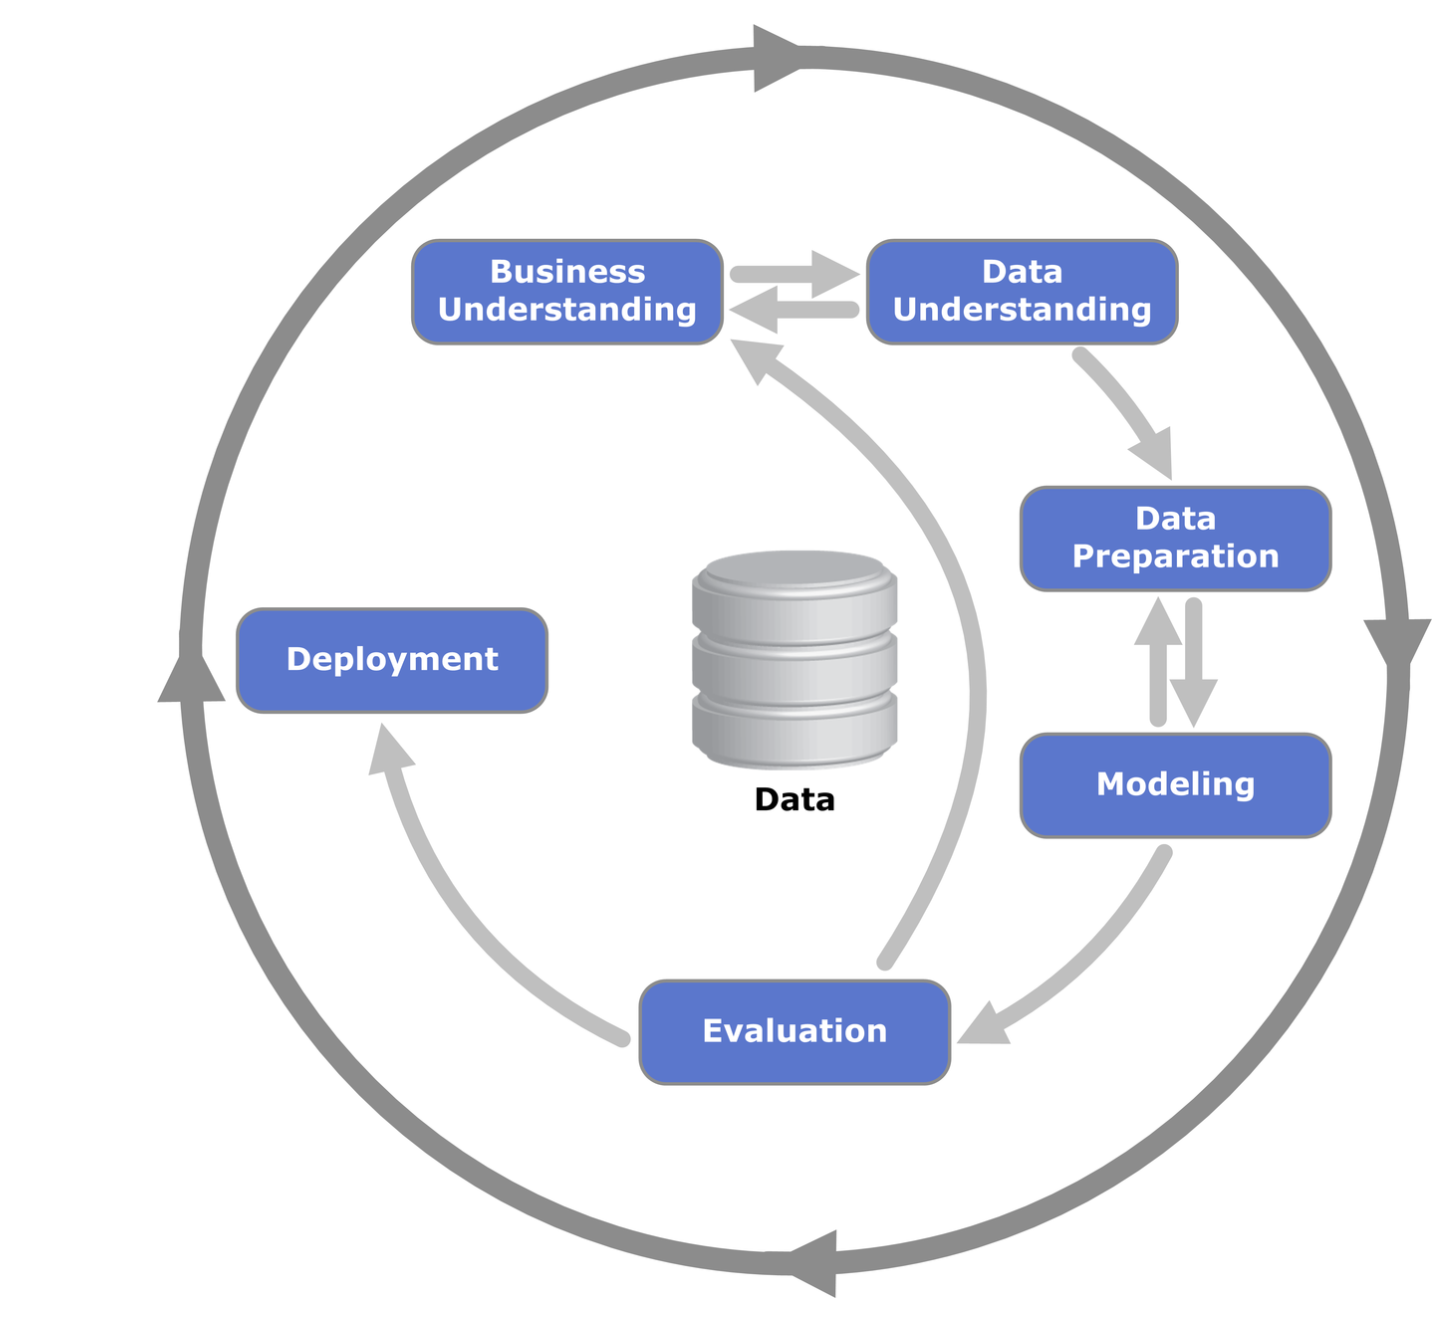 Business
Understanding
Data
Understanding
Data
Preparation
Deployment
Modeling
Data
Evaluation